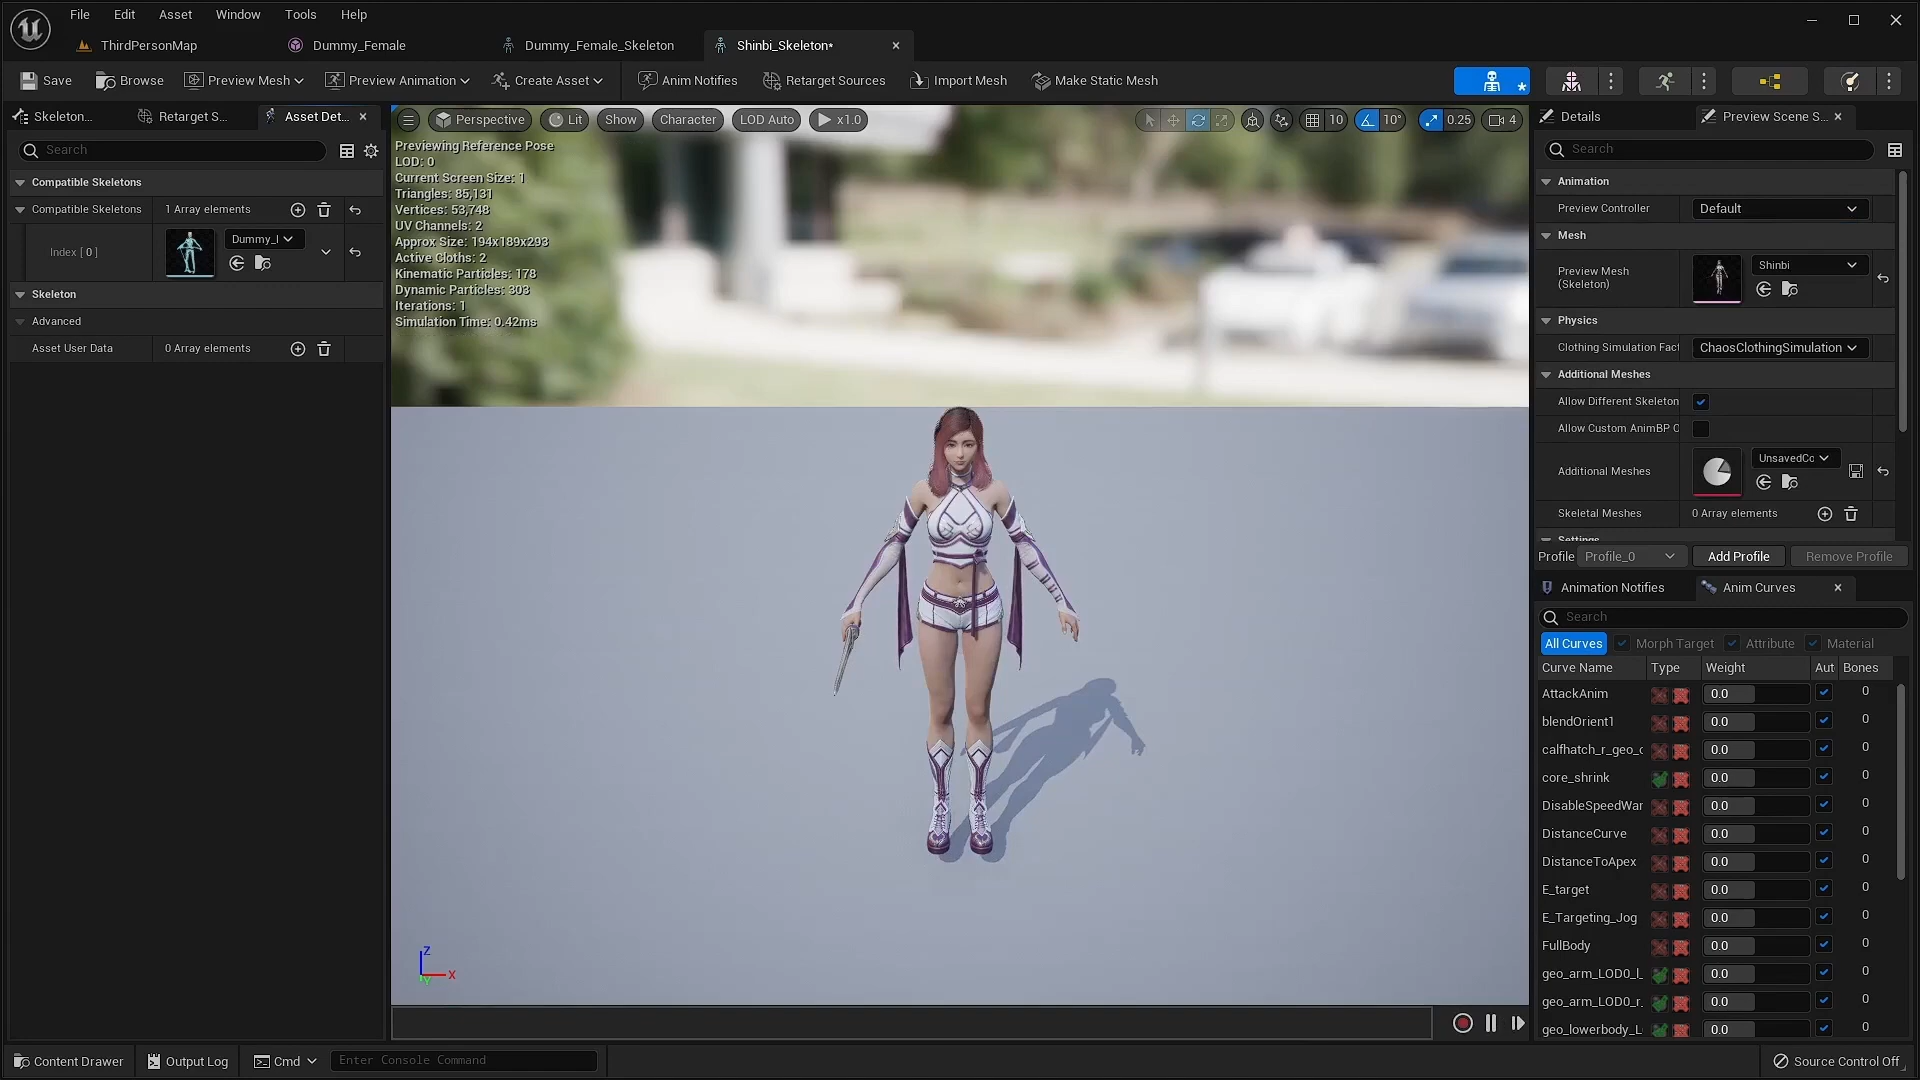 File
Edit
Asset
Window
Tools
Help
ThirdPersonMap
Dummy_Female
Dummy_Female_Skeleton
Shinbi_Skeleton*
Save
Browse
Preview Mesh
Preview Animation
Create Asset
Anim Notifies
Retarget Sources
Import Mesh
Make Static Mesh
Skeleton...
Retarget S...
Asset Det...
Search
Compatible Skeletons
Compatible Skeletons
1 Array elements
Index [ 0 ]
Dummy_I
Skeleton
Advanced
Asset User Data
0 Array elements
Perspective
Lit
Show
Character
LOD Auto
x1.0
10
10°
0.25
4
Previewing Reference Pose
LOD: 0
Current Screen Size: 1
Triangles: 85,131
Vertices: 53,748
UV Channels: 2
Approx Size: 194x189x293
Active Cloths: 2
Kinematic Particles: 178
Dynamic Particles: 303
Iterations: 1
Simulation Time: 0.42ms
Z
X
Y
Details
Preview Scene S...
Search
Animation
Preview Controller
Default
Mesh
Preview Mesh
(Skeleton)
Shinbi
Physics
Clothing Simulation Fact
ChaosClothingSimulation
Additional Meshes
Allow Different Skeleton
Allow Custom AnimBP O
Additional Meshes
UnsavedCo
Skeletal Meshes
0 Array elements
Settings
Profile
Profile_0
Add Profile
Remove Profile
Animation Notifies
Anim Curves
Search
All Curves
Morph Target
Attribute
Material
Curve Name
Type
Weight
Aut
Bones
AttackAnim
0.0
0
blendOrient1
0.0
0
calfhatch_r_geo_c
0.0
0
core_shrink
0.0
0
DisableSpeedWar
0.0
0
DistanceCurve
0.0
0
DistanceToApex
0.0
0
E_target
0.0
0
E_Targeting_Jog
0.0
0
FullBody
0.0
0
geo_arm_LOD0_l_
0.0
0
geo_arm_LOD0_r_
0.0
0
geo_lowerbody_L
0.0
0
Content Drawer
Output Log
Cmd
Enter Console Command
Source Control Off